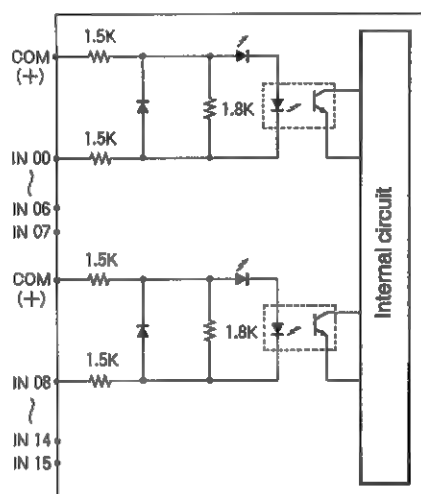 1.5K
COM
(+)
1.8K
1.5K
IN 00
IN 06
IN 07
1.5K
COM
(+)
1.8K
1.5K
IN 08
IN 14
IN 15
Internal circuit